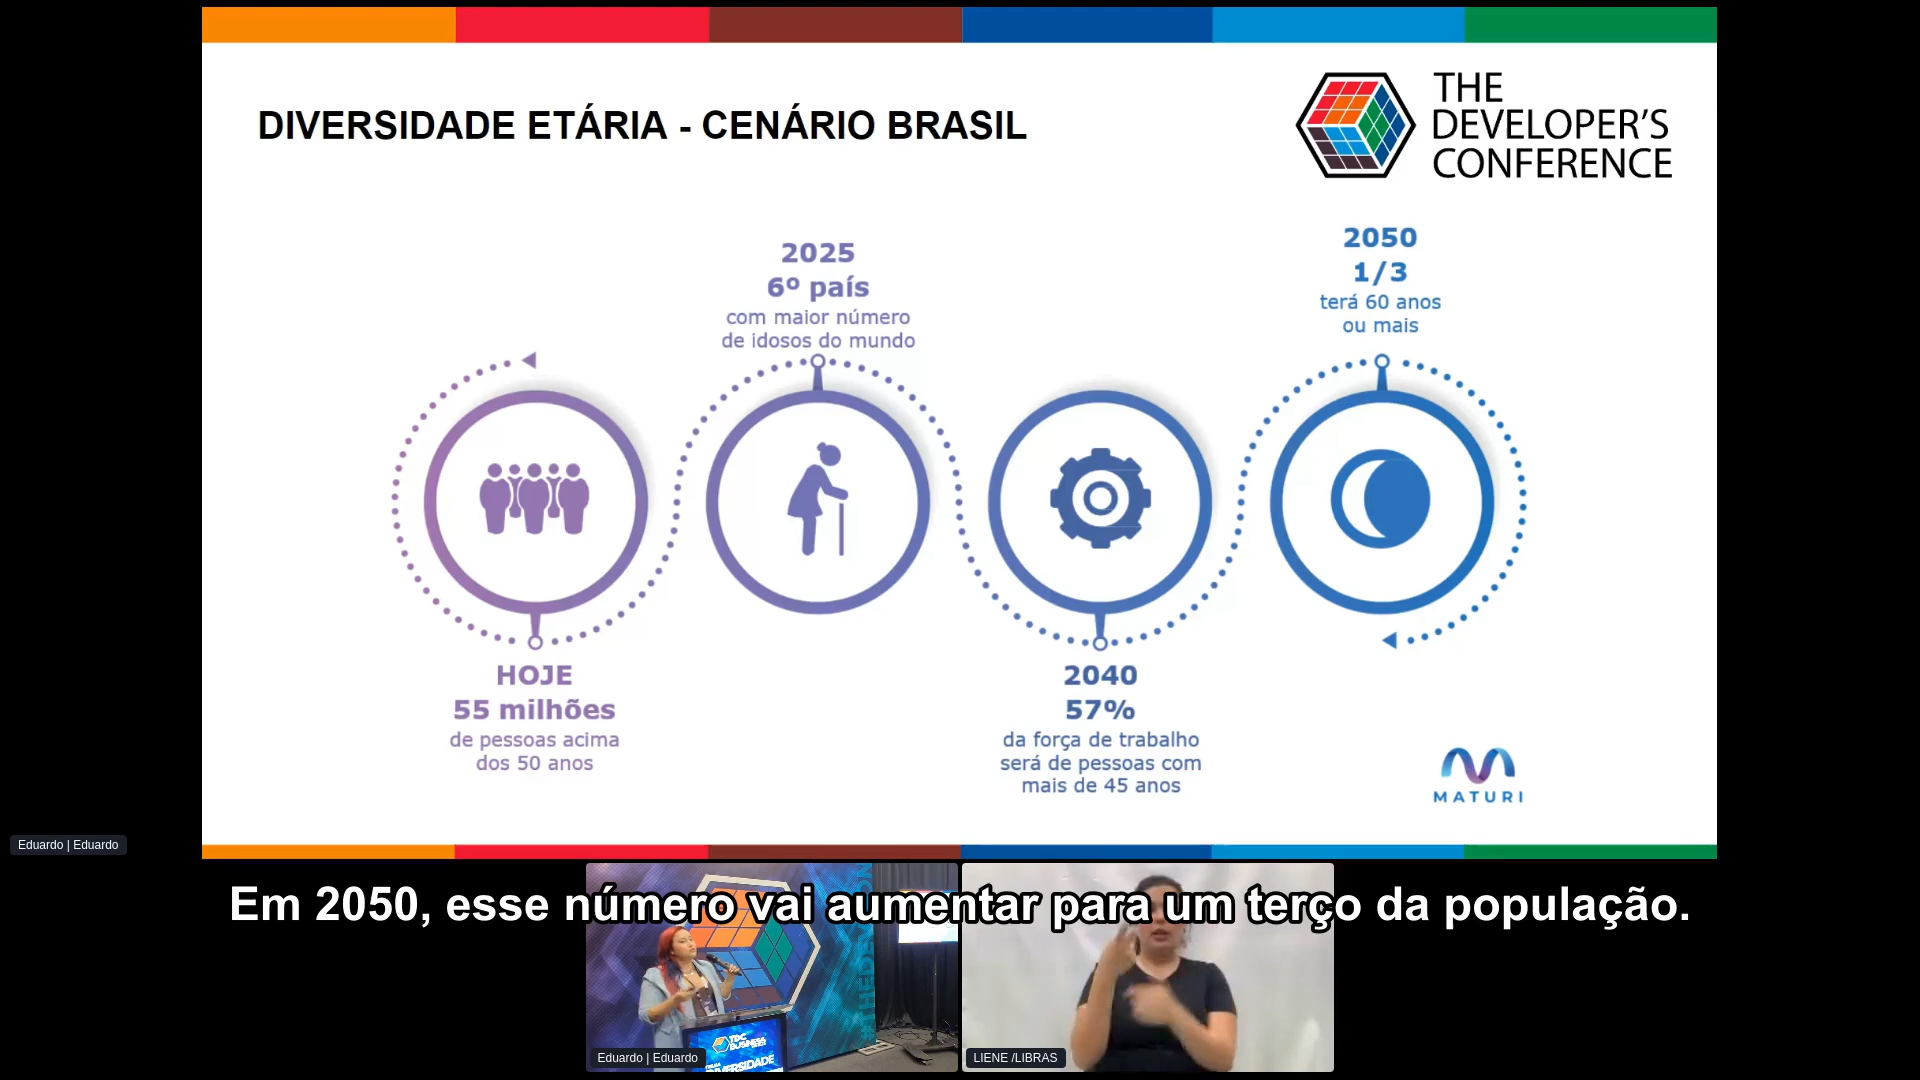 DIVERSIDADE ETÁRIA - CENÁRIO BRASIL
THE
DEVELOPER'S
CONFERENCE
2025
6º país
com maior número
de idosos do mundo
2050
1/3
terá 60 anos
ou mais
HOJE
55 milhões
de pessoas acima
dos 50 anos
2040
57%
da força de trabalho
será de pessoas com
mais de 45 anos
MATURI
Eduardo | Eduardo
Em 2050, esse número vai aumentar para um terço da população.
TDC
BUSINESS
DIVERSIDADE
Eduardo | Eduardo
LIENE /LIBRAS